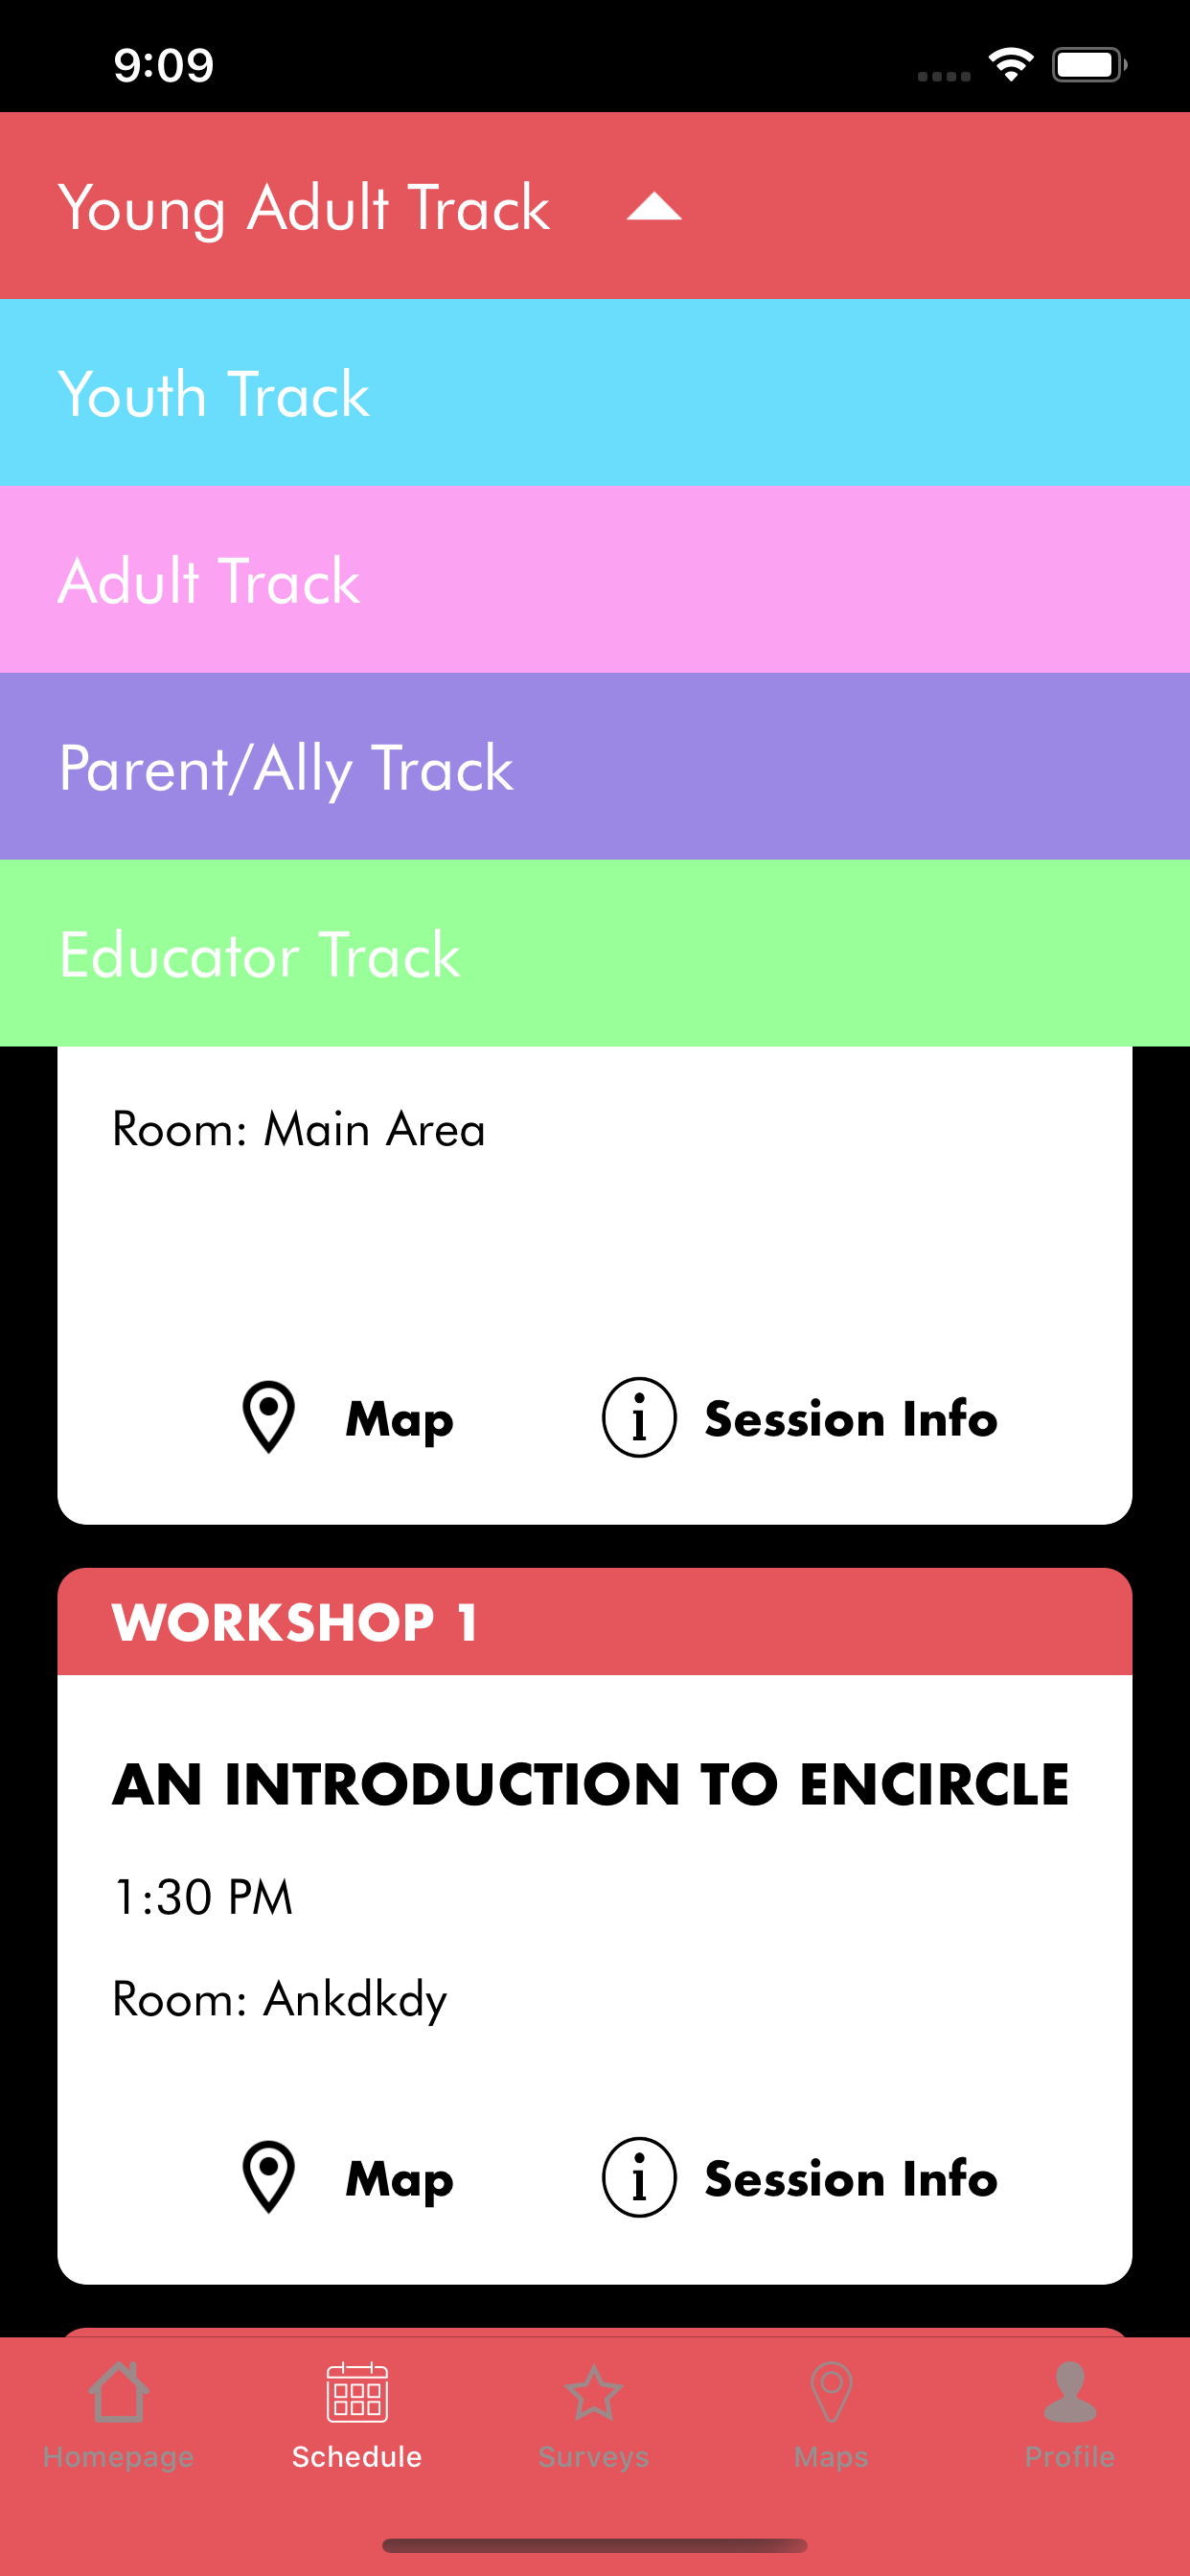 9:09
Young Adult Track
Youth Track
Adult Track
Parent/Ally Track
Educator Track
Room: Main Area
Map Session Info
WORKSHOP 1
AN INTRODUCTION TO ENCIRCLE
1:30 PM
Room: Ankdkdy
Map Session Info
Homepage Schedule Surveys Maps Profile